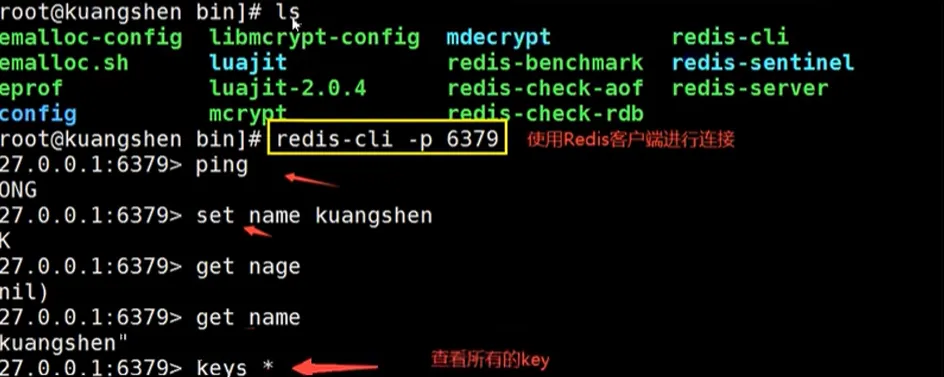 root@kuangshen bin]# ls
emalloc-config libmcrypt-config mdecrypt redis-cli
emalloc.sh luajit redis-benchmark redis-sentinel
eprof luajit-2.0.4 redis-check-aof redis-server
config mcrypt redis-check-rdb
root@kuangshen bin]# redis-cli -p 6379 使用Redis客户端进行连接
27.0.0.1:6379> ping
ONG
27.0.0.1:6379> set name kuangshen
K
27.0.0.1:6379> get nage
nil)
27.0.0.1:6379> get name
kuangshen"
27.0.0.1:6379> keys * 查看所有的key